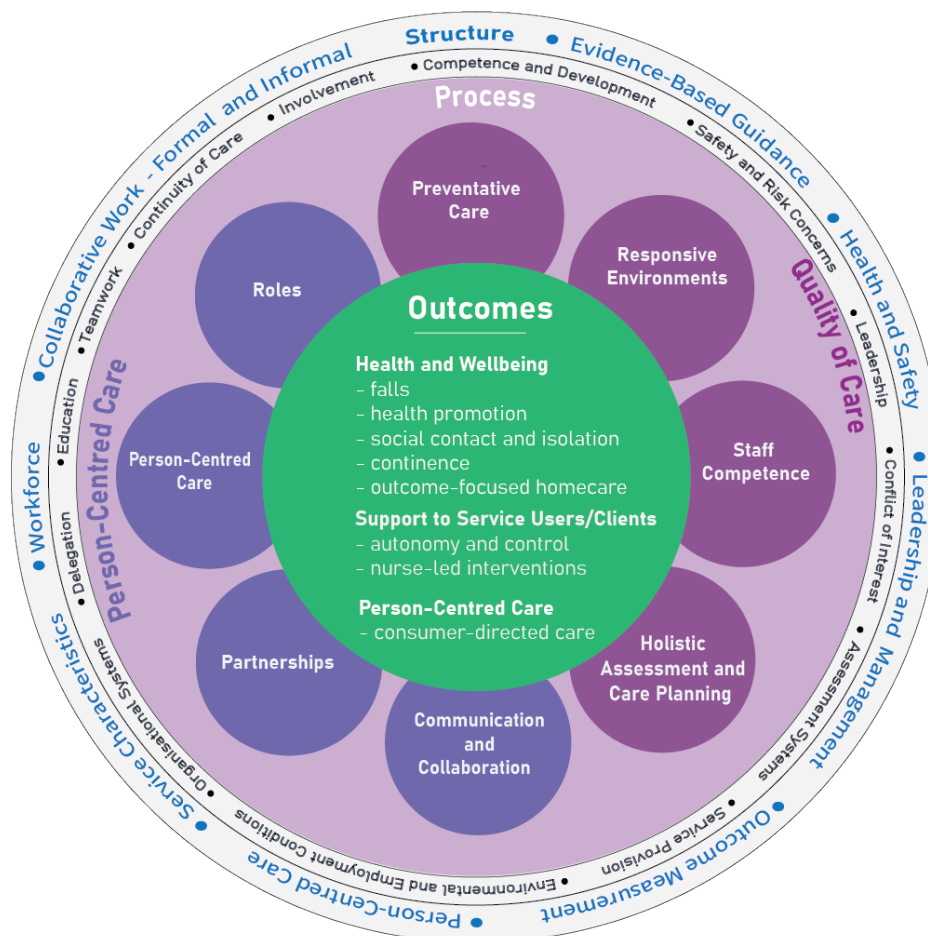 Structure
• Evidence-Based Guidance
• Health and Safety
• Leadership and Management
• Outcome Measurement
• Person-Centred Care
• Service Characteristics
• Workforce
• Collaborative Work - Formal and Informal
• Competence and Development
• Safety and Risk Concerns
• Leadership
• Conflict of Interest
• Assessment Systems
• Service Provision
• Environmental and Employment Conditions
• Organisational Systems
• Delegation
• Education
• Teamwork
• Continuity of Care
• Involvement
Process
Quality of Care
Person-Centred Care
Preventative
Care
Responsive
Environments
Staff
Competence
Holistic
Assessment and
Care Planning
Communication
and
Collaboration
Partnerships
Person-Centred
Care
Roles
Outcomes
Health and Wellbeing
- falls
- health promotion
- social contact and isolation
- continence
- outcome-focused homecare
Support to Service Users/Clients
- autonomy and control
- nurse-led interventions
Person-Centred Care
- consumer-directed care